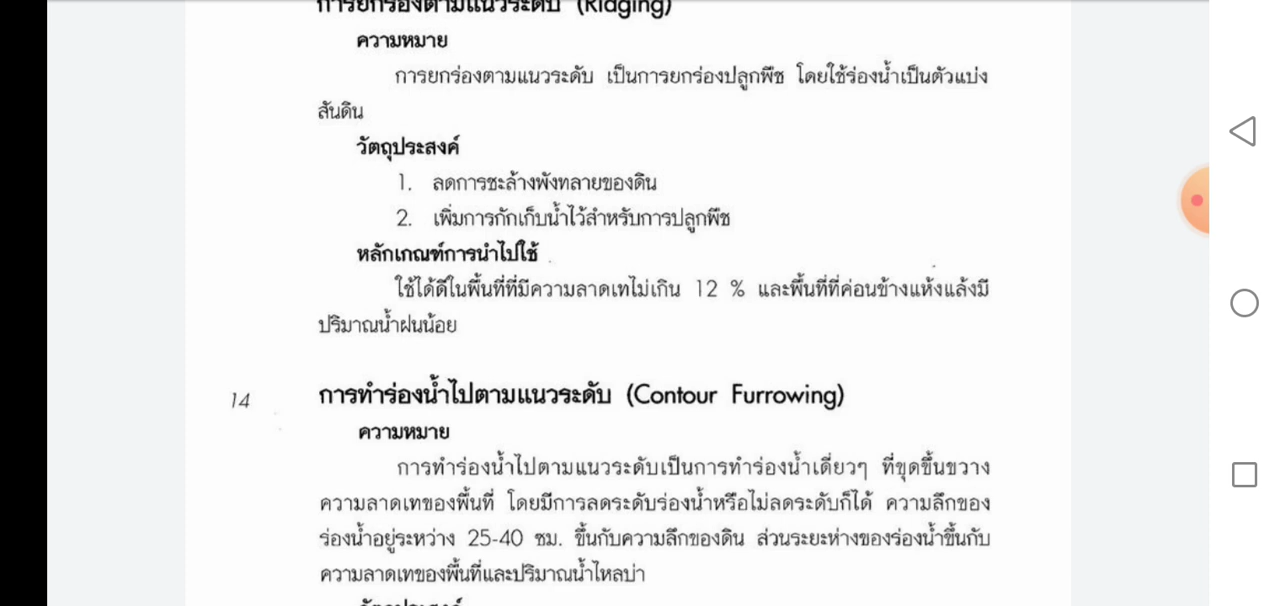 การยกร่องตามแนวระดับ (Ridging)
ความหมาย
การยกร่องตามแนวระดับ เป็นการยกร่องปลูกพืช โดยใช้ร่องน้ำเป็นตัวแบ่ง
สันดิน
วัตถุประสงค์
1. ลดการชะล้างพังทลายของดิน
2. เพิ่มการกักเก็บน้ำไว้สำหรับการปลูกพืช
หลักเกณฑ์การนำไปใช้
ใช้ได้ดีในพื้นที่ที่มีความลาดเทไม่เกิน 12 % และพื้นที่ที่ค่อนข้างแห้งแล้งมี
ปริมาณน้ำฝนน้อย
14
การทำร่องน้ำไปตามแนวระดับ (Contour Furrowing)
ความหมาย
การทำร่องน้ำไปตามแนวระดับเป็นการทำร่องน้ำเดี่ยวๆ ที่ขุดขึ้นขวาง
ความลาดเทของพื้นที่ โดยมีการลดระดับร่องน้ำหรือไม่ลดระดับก็ได้ ความลึกของ
ร่องน้ำอยู่ระหว่าง 25-40 ซม. ขึ้นกับความลึกของดิน ส่วนระยะห่างของร่องน้ำขึ้นกับ
ความลาดเทของพื้นที่และปริมาณน้ำไหลบ่า
วัตถุประสงค์